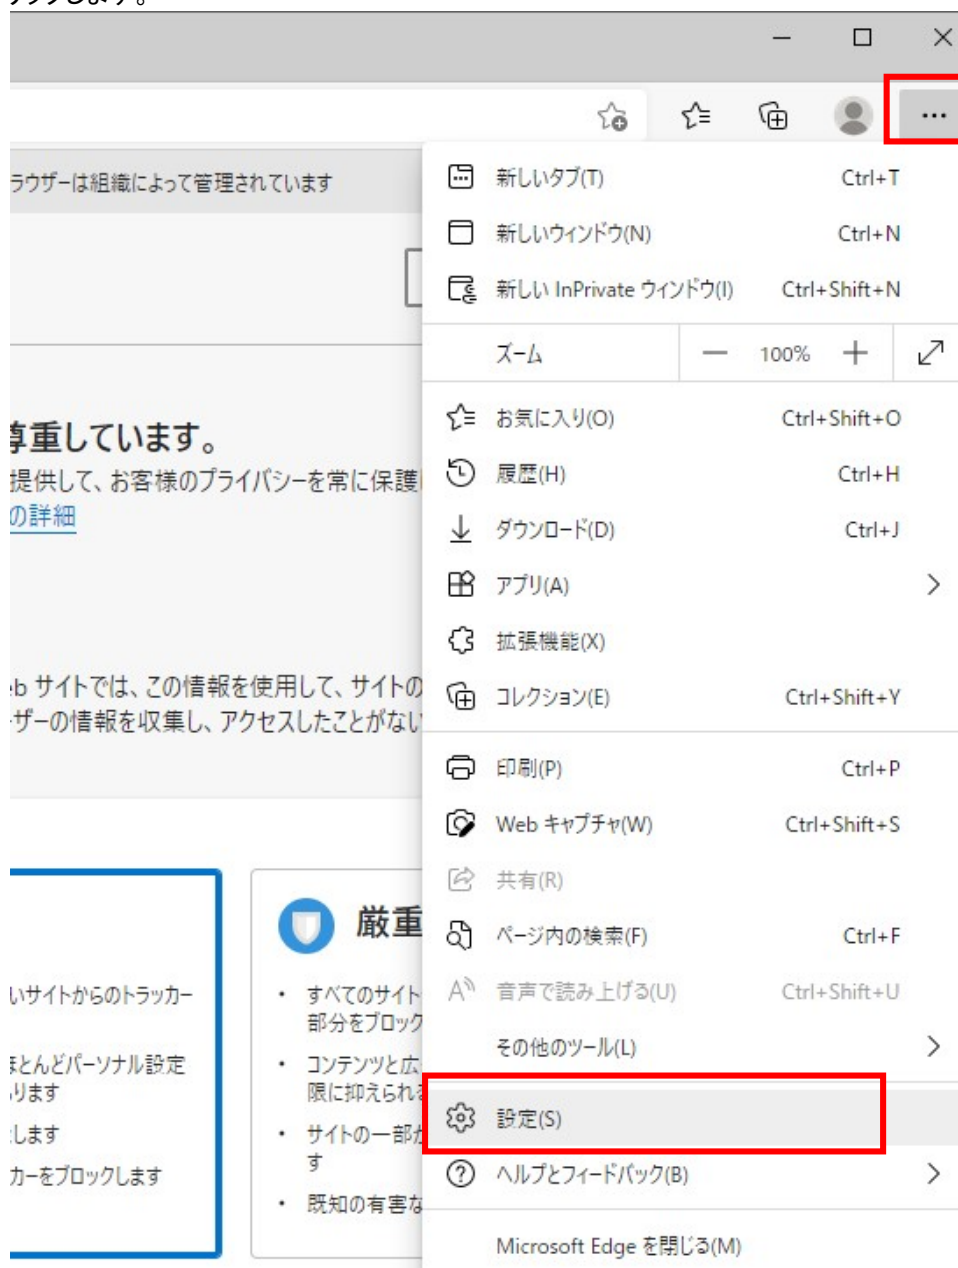 リックします。
ラウザーは組織によって管理されています
新しいタブ(T) Ctrl+T
新しいウィンドウ(N) Ctrl+N
新しい InPrivate ウィンドウ(I) Ctrl+Shift+N
ズーム 100%
お気に入り(O) Ctrl+Shift+O
履歴(H) Ctrl+H
ダウンロード(D) Ctrl+J
アプリ(A)
拡張機能(X)
コレクション(E) Ctrl+Shift+Y
印刷(P) Ctrl+P
Web キャプチャ(W) Ctrl+Shift+S
共有(R)
ページ内の検索(F) Ctrl+F
音声で読み上げる(U) Ctrl+Shift+U
その他のツール(L)
設定(S)
ヘルプとフィードバック(B)
Microsoft Edge を閉じる(M)
尊重しています。
提供して、お客様のプライバシーを常に保護
の詳細
eb サイトでは、この情報を使用して、サイトの
ザーの情報を収集し、アクセスしたことがない
いサイトからのトラッカー
ほとんどパーソナル設定
ります
します
カーをブロックします
厳重
• すべてのサイト
部分をブロック
• コンテンツと広
限に抑えられ
• サイトの一部が
す
• 既知の有害な